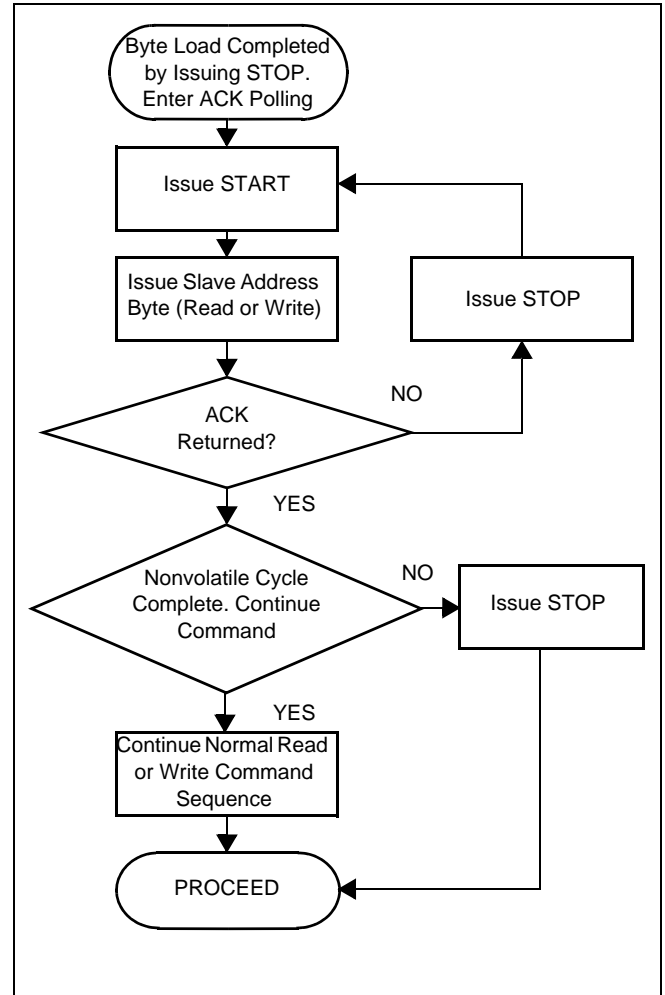 Byte Load Completed
by Issuing STOP.
Enter ACK Polling
Issue START
Issue Slave Address
Byte (Read or Write)
Issue STOP
NO
ACK
Returned?
YES
NO
Nonvolatile Cycle
Complete. Continue
Command
Issue STOP
YES
Continue Normal Read
or Write Command
Sequence
PROCEED